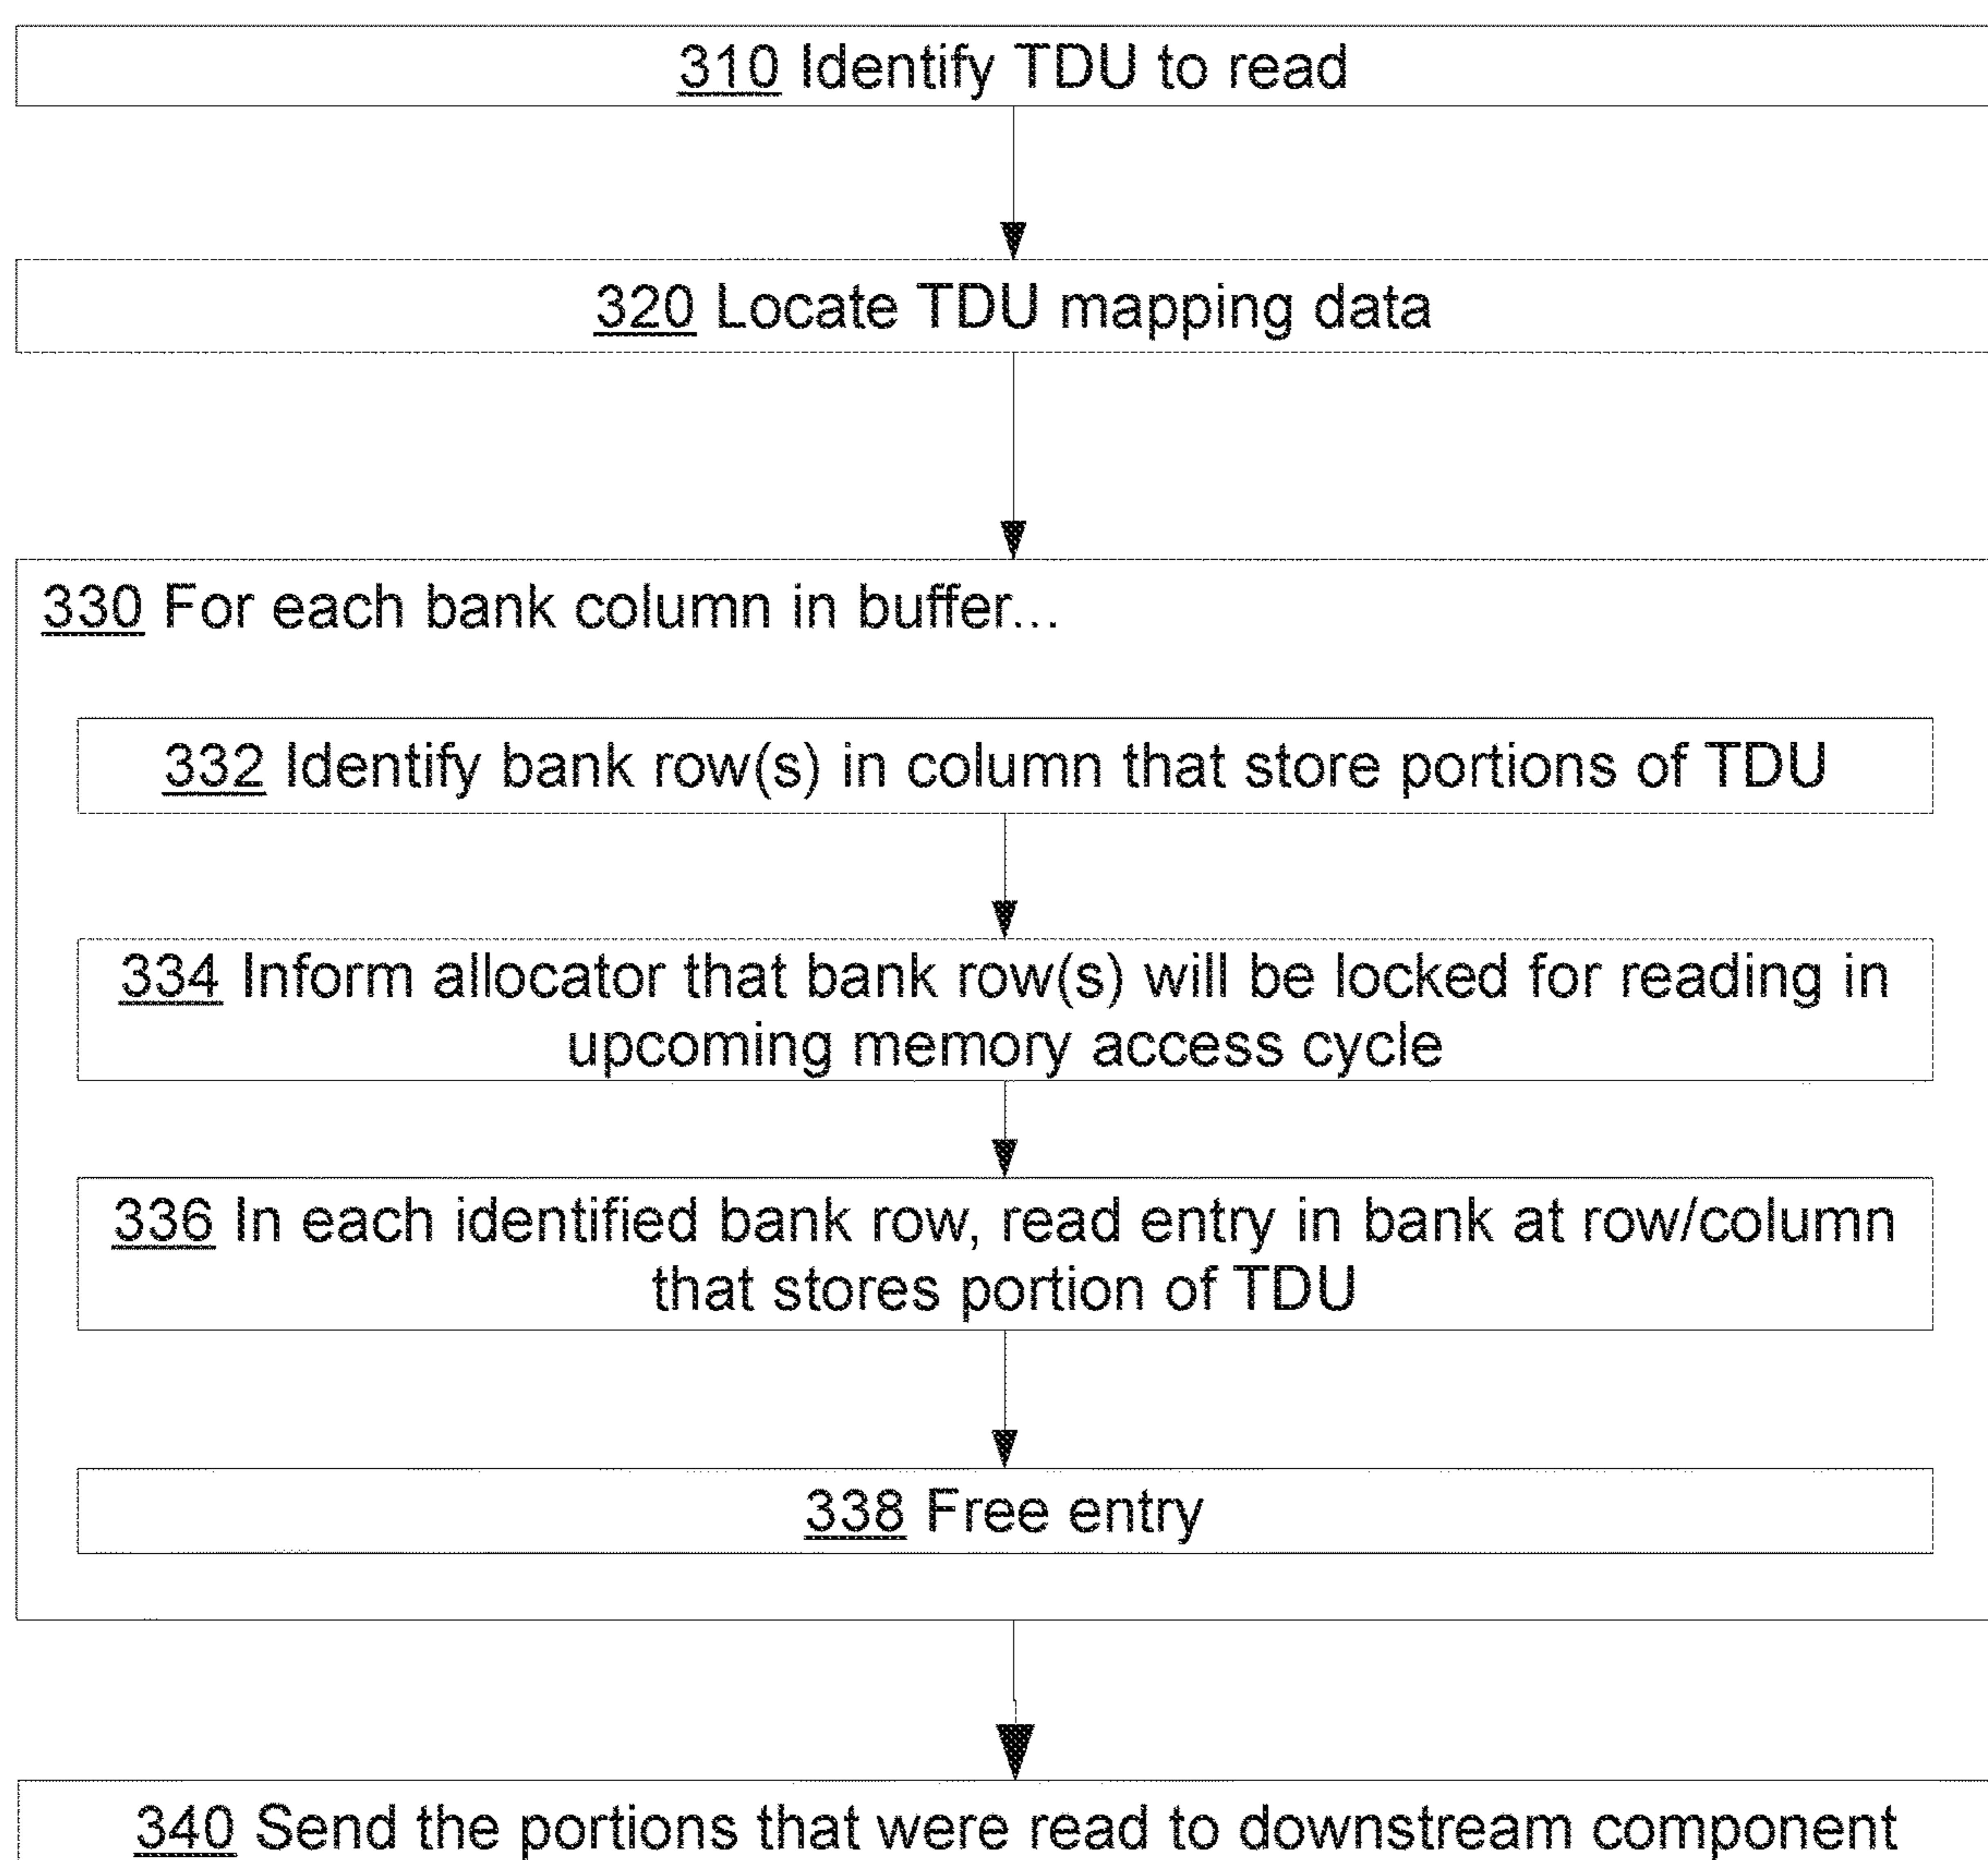 310 Identify TDU to read
320 Locate TDU mapping data
330 For each bank column in buffer...
332 Identify bank row(s) in column that store portions of TDU
334 Inform allocator that bank row(s) will be locked for reading in
upcoming memory access cycle
336 In each identified bank row, read entry in bank at row/column
that stores portion of TDU
338 Free entry
340 Send the portions that were read to downstream component